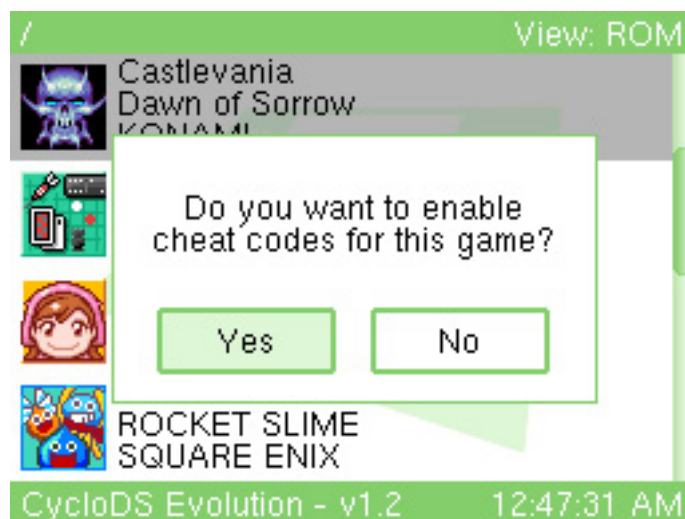 / View: ROM
Castlevania
Dawn of Sorrow
KONAMI
Do you want to enable
cheat codes for this game?
Yes No
ROCKET SLIME
SQUARE ENIX
CycloDS Evolution - v1.2 12:47:31 AM